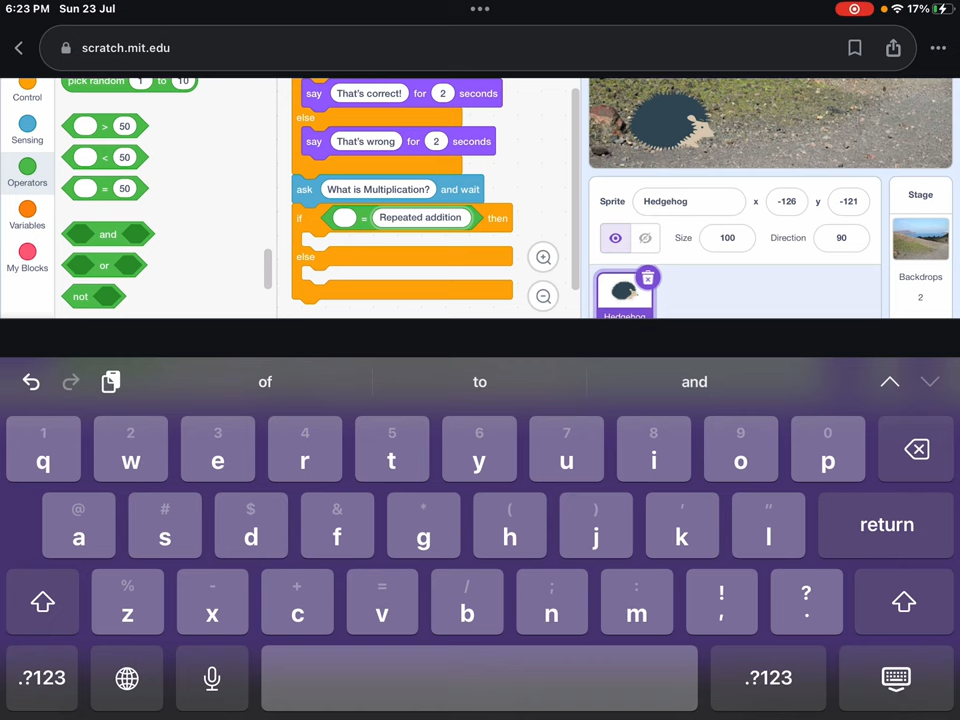 6:23 PM Sun 23 Jul
17%
scratch.mit.edu
Control
Sensing
Operators
Variables
My Blocks
pick random 1 to 10
> 50
< 50
= 50
and
or
not
say That's correct! for 2 seconds
else
say That's wrong for 2 seconds
ask What is Multiplication? and wait
if = Repeated addition then
else
Sprite Hedgehog x -126 y -121
Size 100 Direction 90
Hedgehog
Stage
Backdrops
2
of to and
1 2 3 4 5 6 7 8 9 0
q w e r t y u i o p
@ # $ & * ( ) ' "
a s d f g h j k l return
% - + = / ; : ! ?
z x c v b n m , .
.?123 .?123